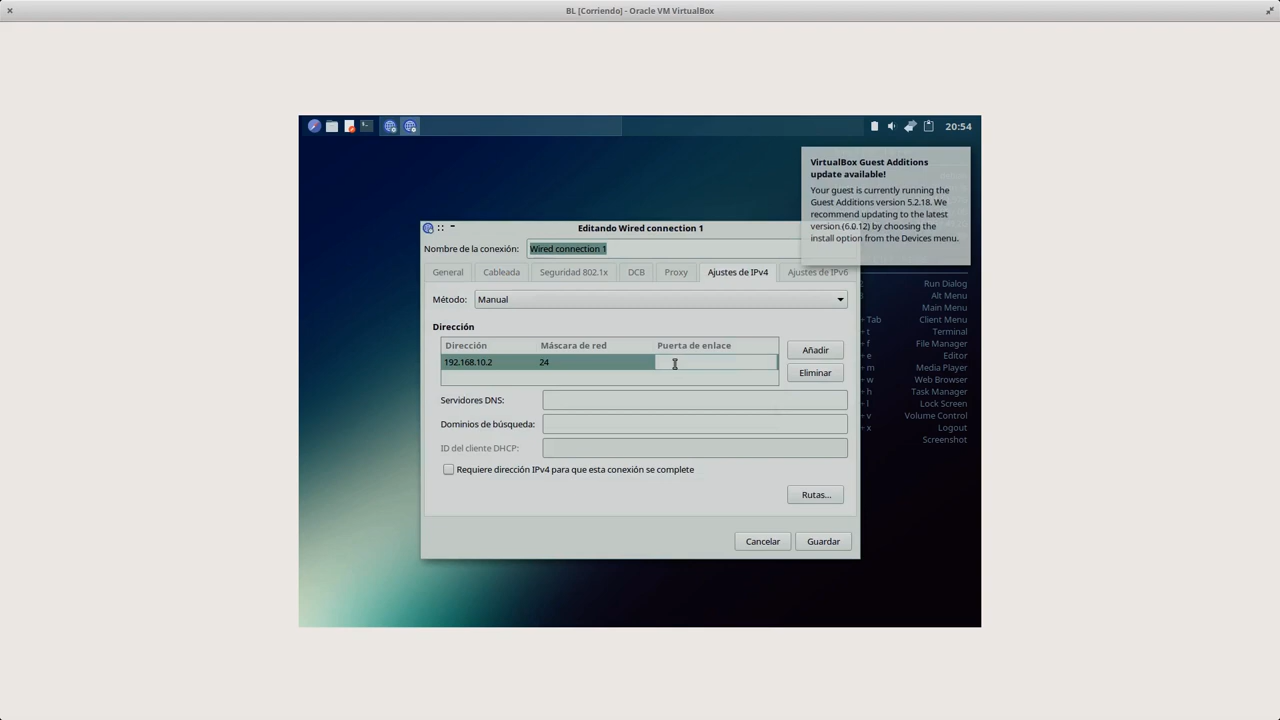 BL [Corriendo] - Oracle VM VirtualBox
20:54
VirtualBox Guest Additions
update available!
Your guest is currently running the
Guest Additions version 5.2.18. We
recommend updating to the latest
version (6.0.12) by choosing the
install option from the Devices menu.
Editando Wired connection 1
Nombre de la conexión: Wired connection 1
General Cableada Seguridad 802.1x DCB Proxy Ajustes de IPv4 Ajustes de IPv6
Método: Manual
Dirección
Dirección Máscara de red Puerta de enlace
192.168.10.2 24
Añadir
Eliminar
Servidores DNS:
Dominios de búsqueda:
ID del cliente DHCP:
Requiere dirección IPv4 para que esta conexión se complete
Rutas...
Cancelar Guardar
Run Dialog
Alt Menu
Main Menu
+ Tab Client Menu
+ t Terminal
+ f File Manager
+ e Editor
+ m Media Player
+ w Web Browser
+ h Task Manager
+ l Lock Screen
+ v Volume Control
+ x Logout
Screenshot